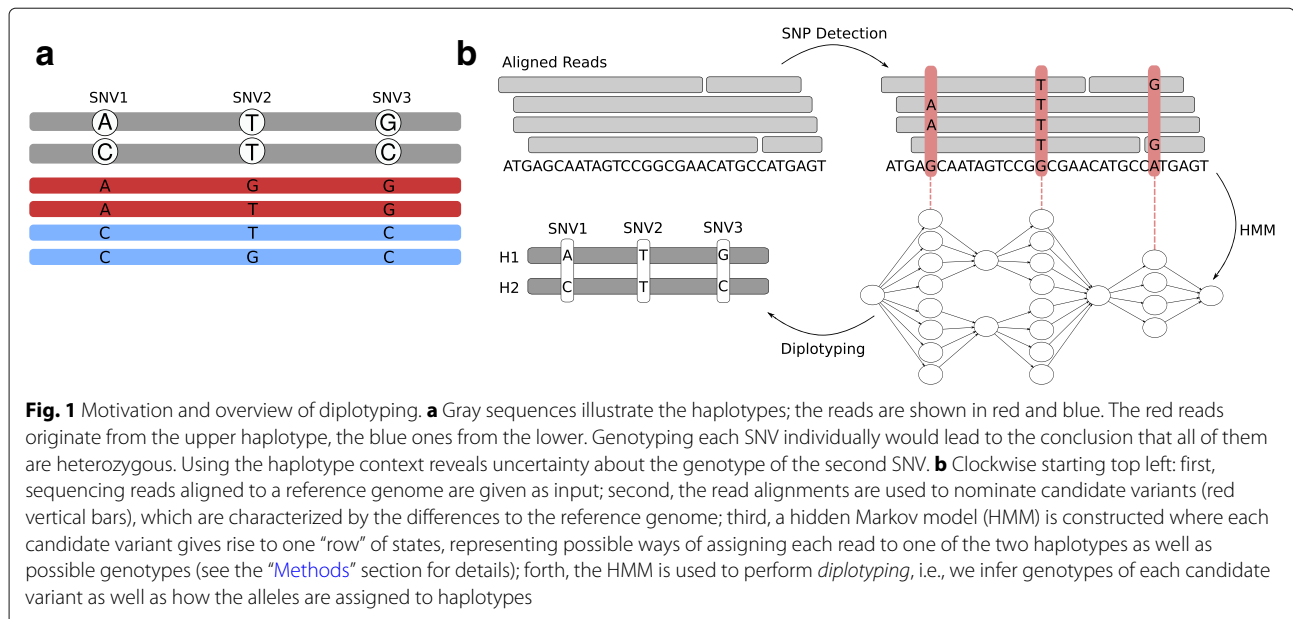 a
SNV1 SNV2 SNV3
A T G
C T C
A G G
A T G
C T C
C G C
b
SNP Detection
Aligned Reads
ATGAGCAATAGTCCGGCGAACATGCCATGAGT
T G
A T
A T
T G
ATGAGCAATAGTCCGGCGAACATGCCATGAGT
HMM
SNV1 SNV2 SNV3
H1 A T G
H2 C T C
Diplotyping
Fig. 1 Motivation and overview of diplotyping. a Gray sequences illustrate the haplotypes; the reads are shown in red and blue. The red reads
originate from the upper haplotype, the blue ones from the lower. Genotyping each SNV individually would lead to the conclusion that all of them
are heterozygous. Using the haplotype context reveals uncertainty about the genotype of the second SNV. b Clockwise starting top left: first,
sequencing reads aligned to a reference genome are given as input; second, the read alignments are used to nominate candidate variants (red
vertical bars), which are characterized by the differences to the reference genome; third, a hidden Markov model (HMM) is constructed where each
candidate variant gives rise to one “row” of states, representing possible ways of assigning each read to one of the two haplotypes as well as
possible genotypes (see the “Methods” section for details); forth, the HMM is used to perform diplotyping, i.e., we infer genotypes of each candidate
variant as well as how the alleles are assigned to haplotypes